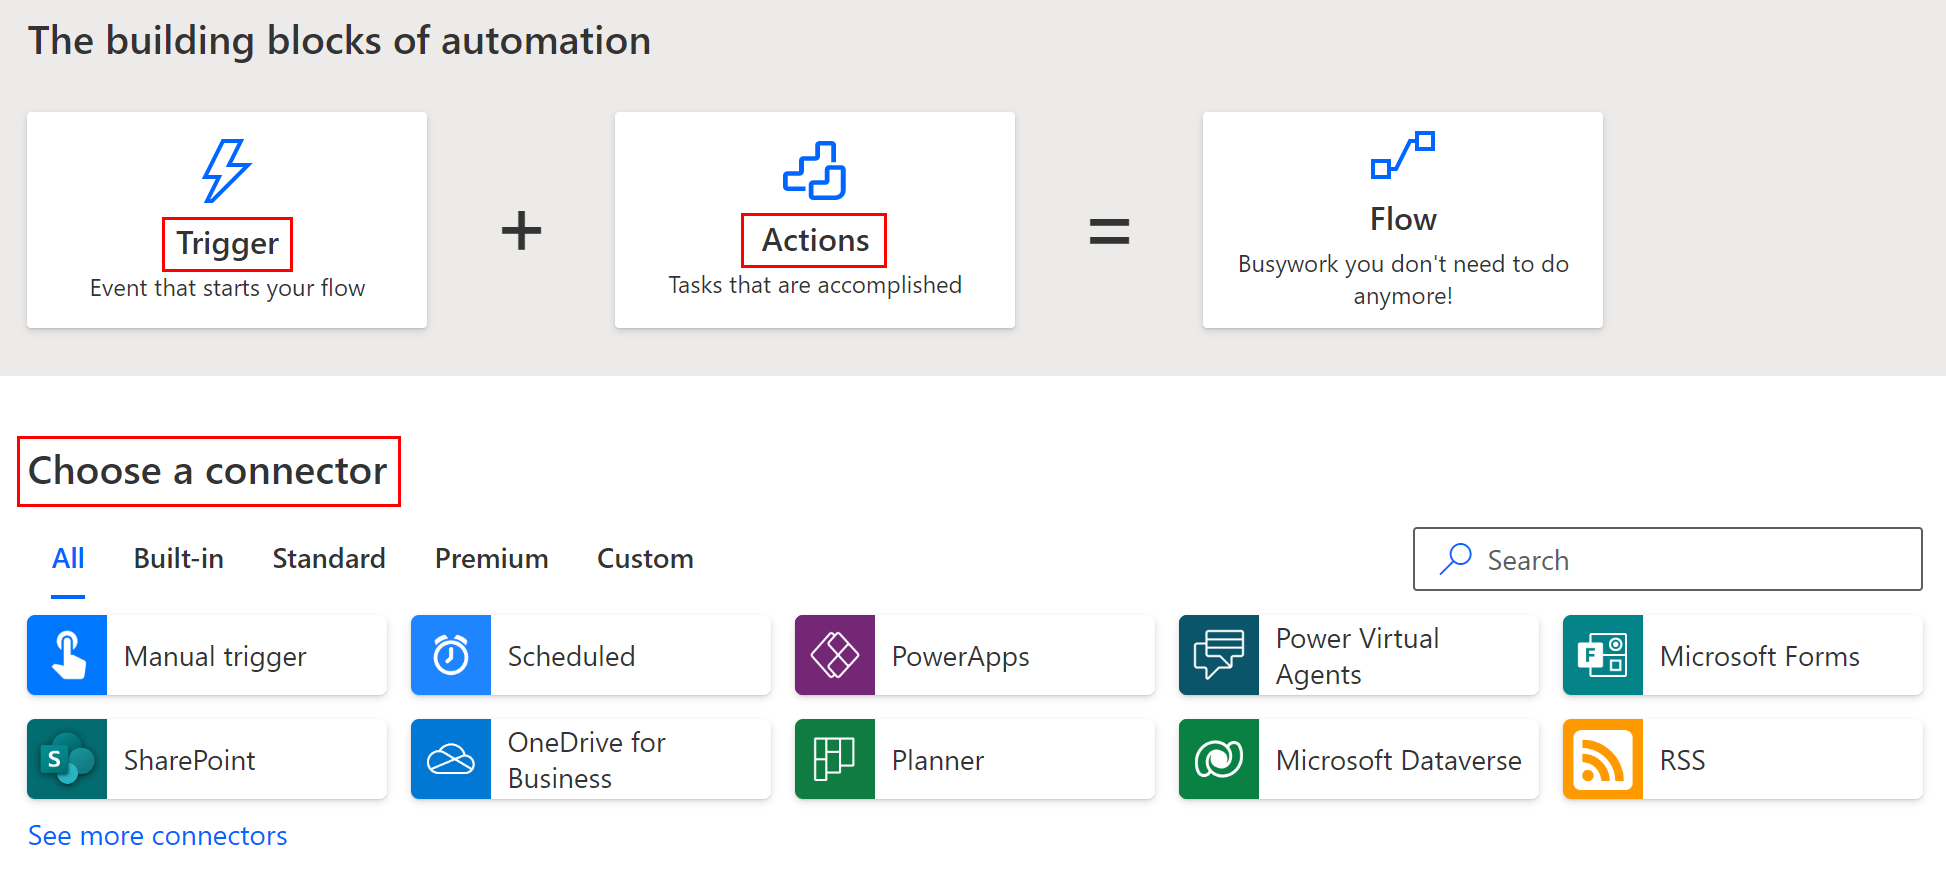 The building blocks of automation
Trigger
Event that starts your flow
+
Actions
Tasks that are accomplished
=
Flow
Busywork you don't need to do
anymore!
Choose a connector
All Built-in Standard Premium Custom
Search
Manual trigger
Scheduled
PowerApps
Power Virtual
Agents
F
Microsoft Forms
S
SharePoint
OneDrive for
Business
Planner
Microsoft Dataverse
RSS
See more connectors